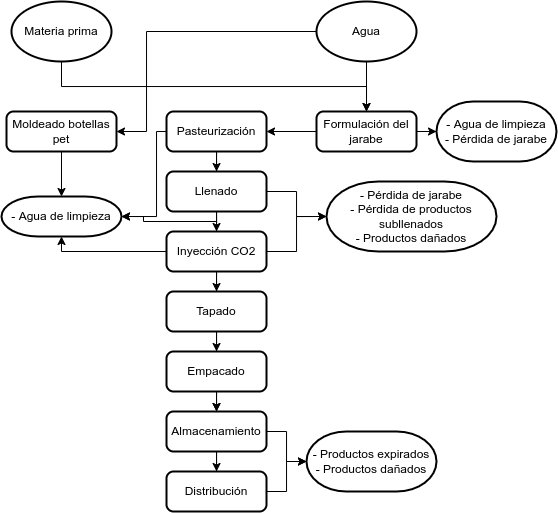 Materia prima
Agua
Moldeado botellas
pet
Pasteurización
Formulación del
jarabe
- Agua de limpieza
- Pérdida de jarabe
Llenado
- Agua de limpieza
- Pérdida de jarabe
- Pérdida de productos
subllenados
- Productos dañados
Inyección CO2
Tapado
Empacado
Almacenamiento
- Productos expirados
- Productos dañados
Distribución